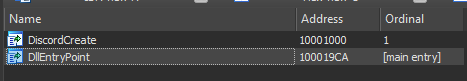 Name Address Ordinal
DiscordCreate 10001000 1
DllEntryPoint 100019CA [main entry]